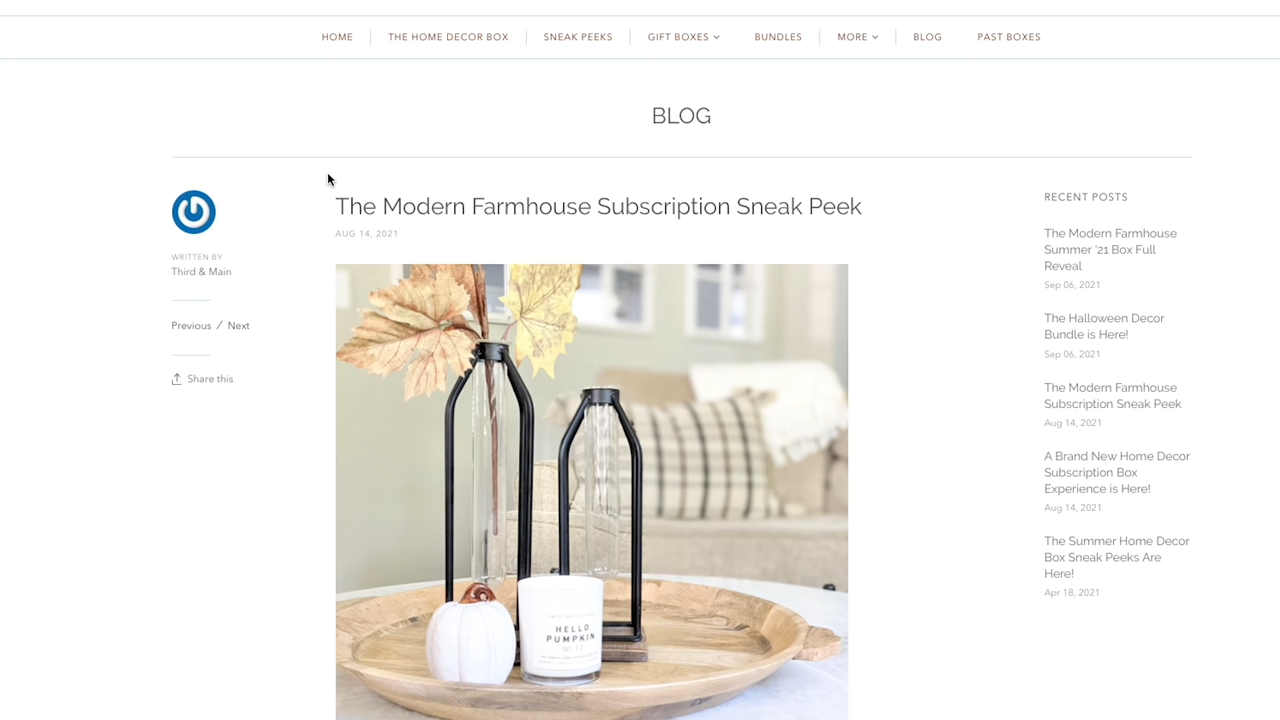 HOME
THE HOME DECOR BOX
SNEAK PEEKS
GIFT BOXES
BUNDLES
MORE
BLOG
PAST BOXES
BLOG
WRITTEN BY
Third & Main
Previous / Next
Share this
The Modern Farmhouse Subscription Sneak Peek
AUG 14, 2021
HELLO
PUMPKIN
RECENT POSTS
The Modern Farmhouse
Summer '21 Box Full
Reveal
Sep 06, 2021
The Halloween Decor
Bundle is Here!
Sep 06, 2021
The Modern Farmhouse
Subscription Sneak Peek
Aug 14, 2021
A Brand New Home Decor
Subscription Box
Experience is Here!
Aug 14, 2021
The Summer Home Decor
Box Sneak Peeks Are
Here!
Apr 18, 2021